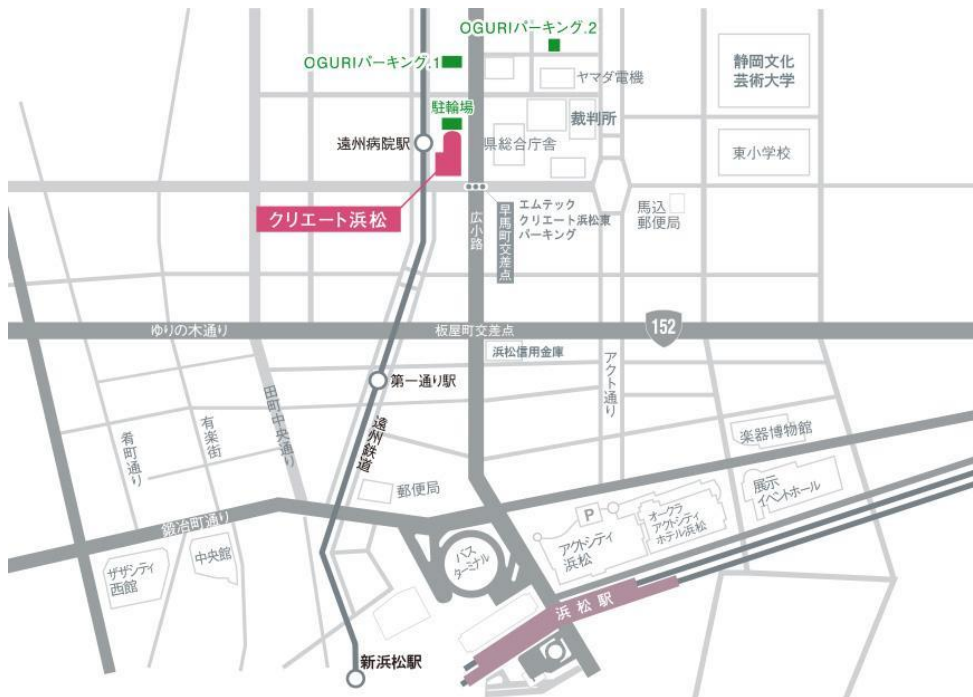 OGURIパーキング.2
OGURIパーキング.1
ヤマダ電機
静岡文化
芸術大学
駐輪場
裁判所
遠州病院駅
県総合庁舎
東小学校
クリエート浜松
広小路
早馬町交差点
エムテック
クリエート浜松東
パーキング
馬込
郵便局
ゆりの木通り
板屋町交差点
152
浜松信用金庫
アクト通り
第一通り駅
田町中央通り
有楽街
肴町通り
遠州鉄道
楽器博物館
郵便局
展示
イベントホール
鍛冶町通り
P
オークラ
アクトシティ
ホテル浜松
アクトシティ
浜松
バス
ターミナル
中央館
ザザシティ
西館
浜松駅
新浜松駅